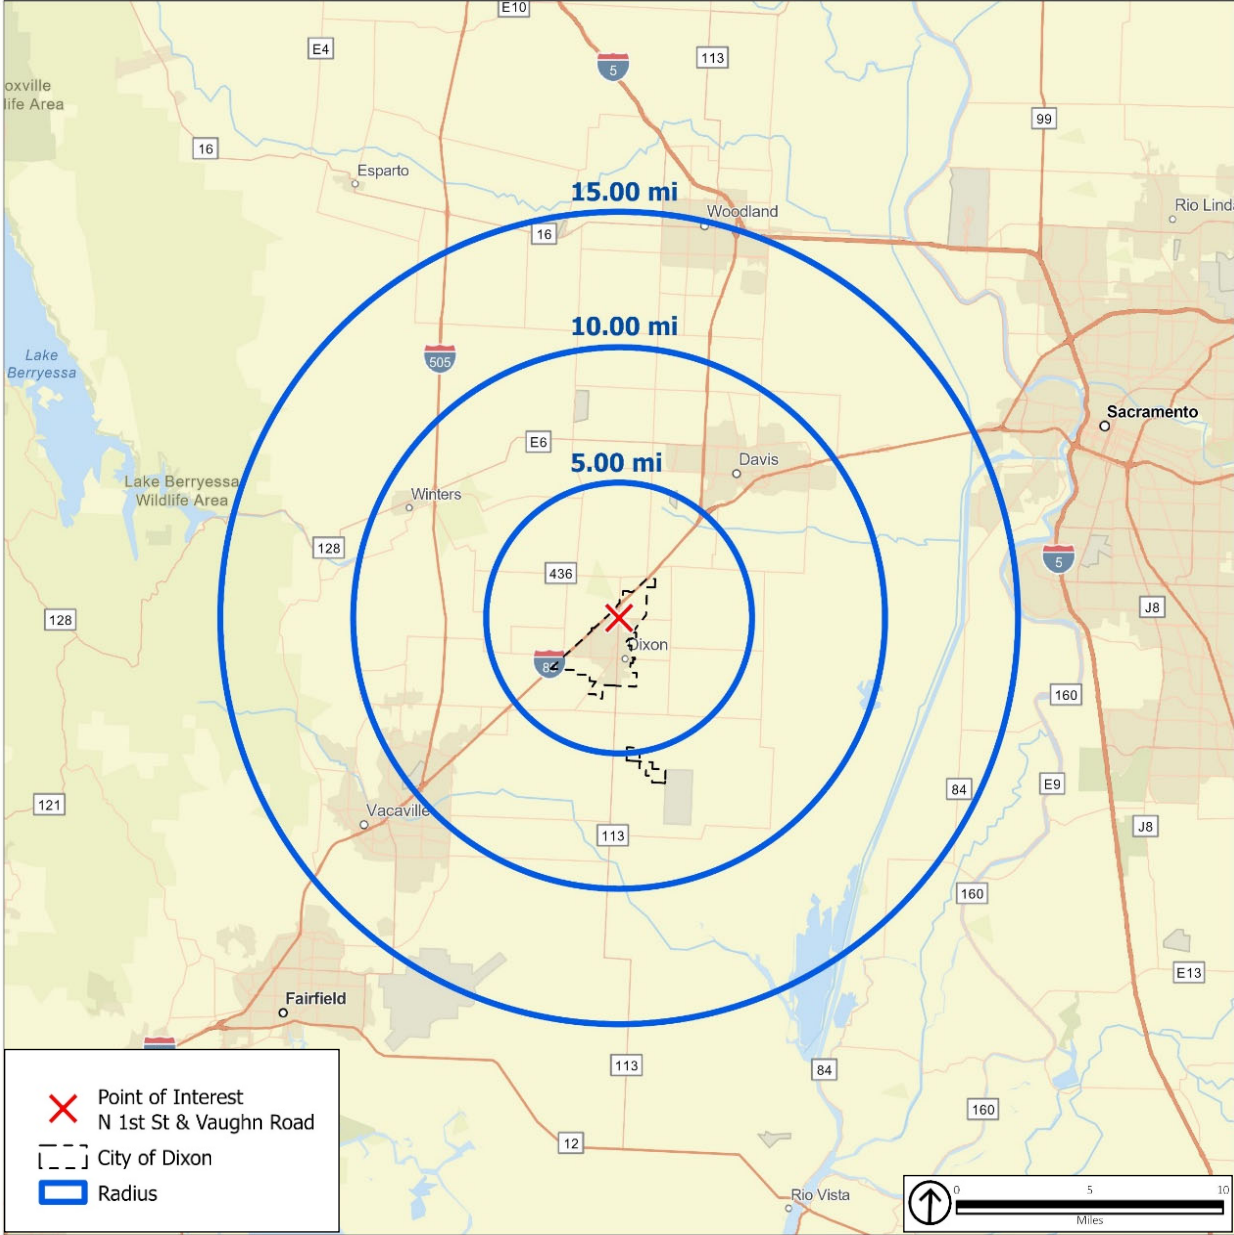 E10
E4
5
113
oxville
life Area
99
16
Esparto
15.00 mi
Rio Linda
Woodland
16
10.00 mi
Lake
Berryessa
505
Sacramento
E6
5.00 mi
Davis
Lake Berryessa
Wildlife Area
Winters
128
5
436
128
J8
Dixon
8
160
121
84
E9
Vacaville
113
J8
160
E13
Fairfield
113
84
160
12
Rio Vista
Point of Interest
N 1st St & Vaughn Road
City of Dixon
Radius
0 5 10
Miles